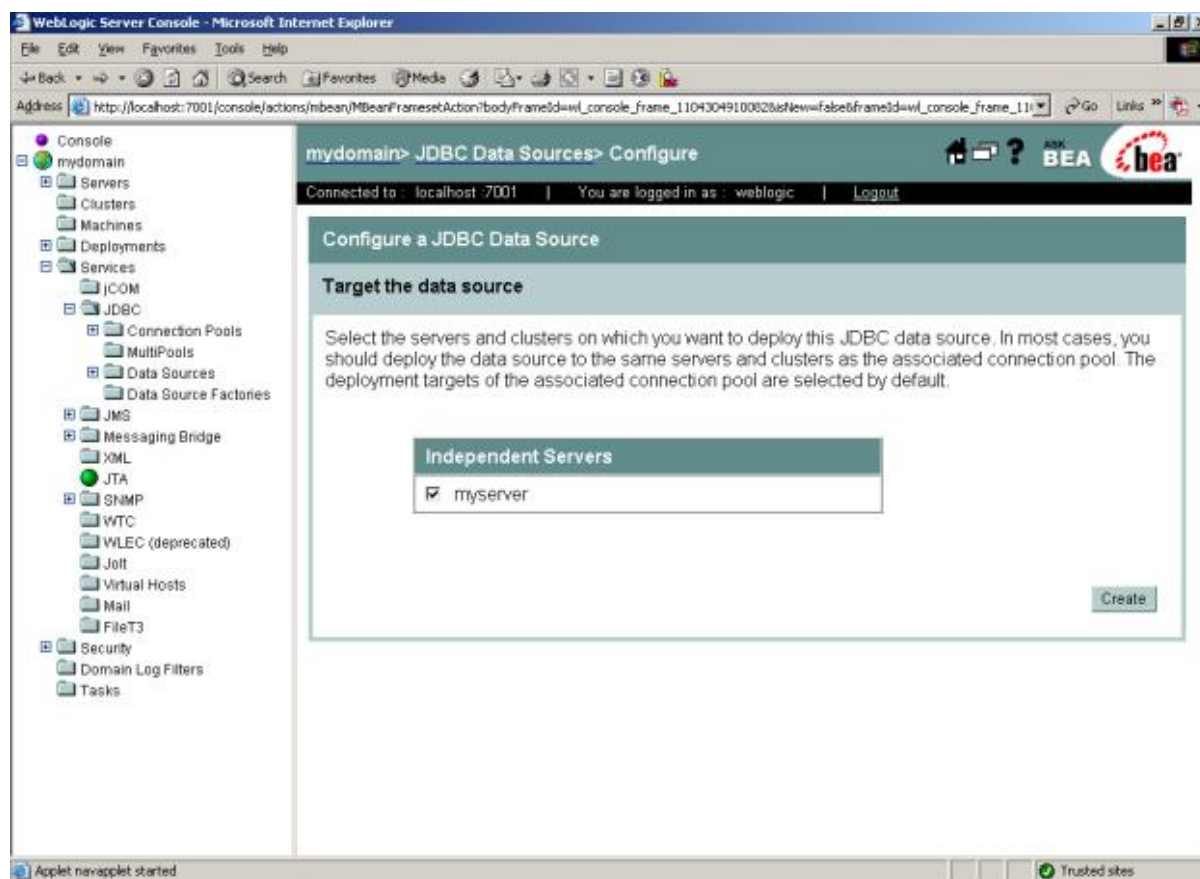 WebLogic Server Console - Microsoft Internet Explorer
File Edit View Favorites Tools Help
Back Search Favorites Media
Address http://localhost:7001/console/actions/mbean/MBeanFramesetAction?bodyFrameId=wl_console_frame_1104304910082&isNew=false&frameId=wl_console_frame_11 Go Links »
Console
mydomain
Servers
Clusters
Machines
Deployments
Services
jCOM
JDBC
Connection Pools
MultiPools
Data Sources
Data Source Factories
JMS
Messaging Bridge
XML
JTA
SNMP
WTC
WLEC (deprecated)
Jolt
Virtual Hosts
Mail
FileT3
Security
Domain Log Filters
Tasks
mydomain> JDBC Data Sources> Configure
? ASK BEA bea
Connected to : localhost :7001 | You are logged in as : weblogic | Logout
Configure a JDBC Data Source
Target the data source
Select the servers and clusters on which you want to deploy this JDBC data source. In most cases, you
should deploy the data source to the same servers and clusters as the associated connection pool. The
deployment targets of the associated connection pool are selected by default.
Independent Servers
myserver
Create
Applet navapplet started
Trusted sites